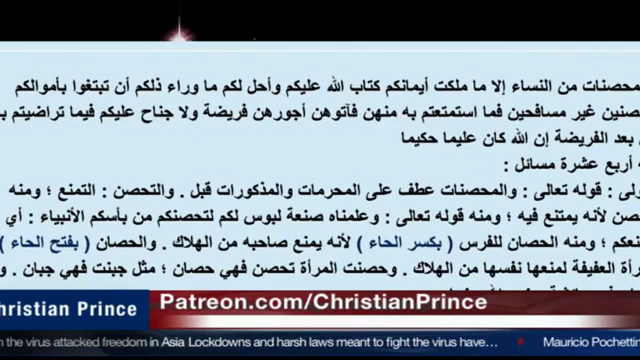 محصنات من النساء إلا ما ملكت أيمانكم كتاب الله عليكم وأحل لكم ما وراء ذلكم أن تبتغوا بأموالكم
حصنين غير مسافحين فما استمتعتم به منهن فآتوهن أجورهن فريضة ولا جناح عليكم فيما تراضيتم ب
بعد الفريضة إن الله كان عليما حكيما
أربع عشرة مسائل :
ولى : قوله تعالى : والمحصنات عطف على المحرمات والمذكورات قبل . والتحصن : التمنع ؛ ومنه
حصن لأنه يمتنع فيه ؛ ومنه قوله تعالى : وعلمناه صنعة لبوس لكم لتحصنكم من بأسكم الأنبياء : أي
نعكم ؛ ومنه الحصان للفرس ( بكسر الحاء ) لأنه يمنع صاحبه من الهلاك . والحصان ( بفتح الحاء )
رأة العفيفة لمنعها نفسها من الهلاك . وحصنت المرأة تحصن فهي حصان ؛ مثل جبنت فهي جبان . و
Christian Prince
Patreon.com/ChristianPrince
n the virus attacked freedom in Asia Lockdowns and harsh laws meant to fight the virus have… Mauricio Pochettin